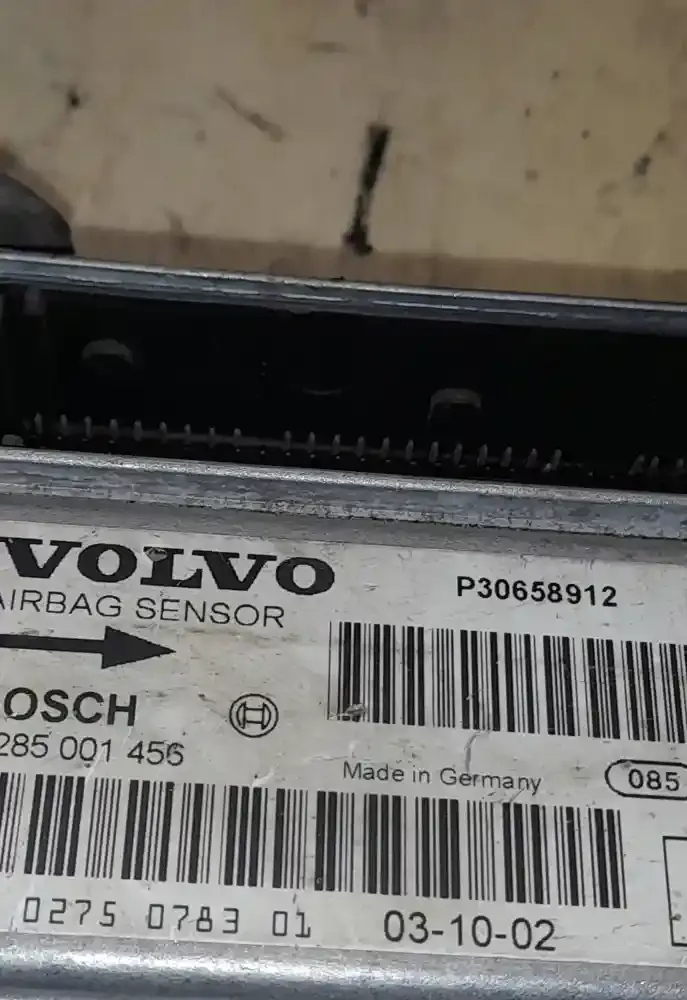 VOLVO
P30658912
AIRBAG SENSOR
OSCH
285 001 456
Made in Germany
085
0275 0783 01
03-10-02